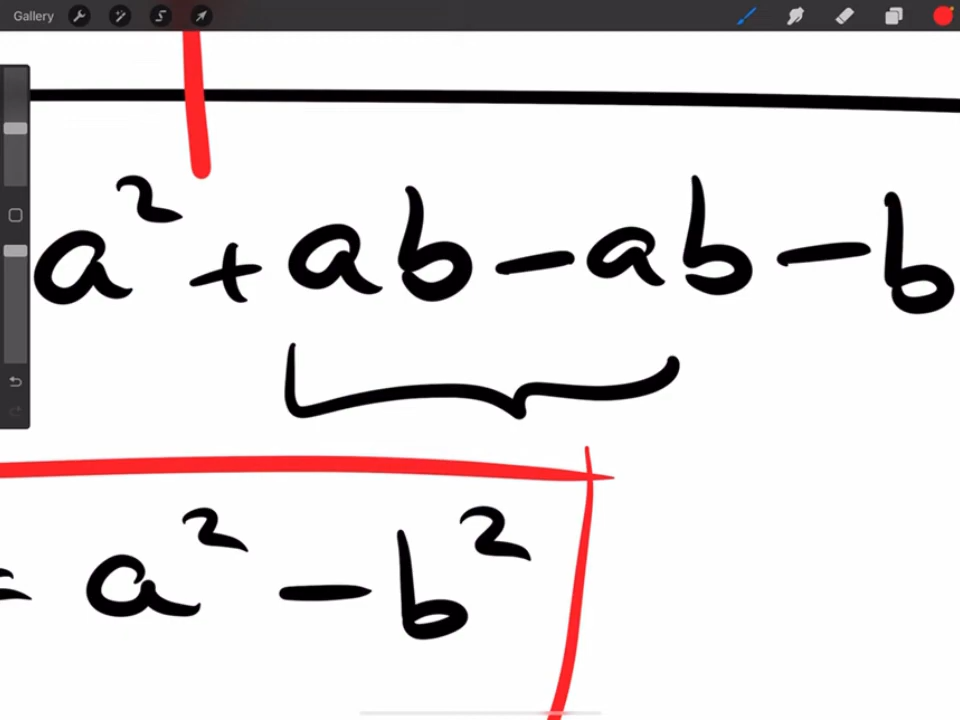 Gallery
a² + ab - ab - b
= a² - b²